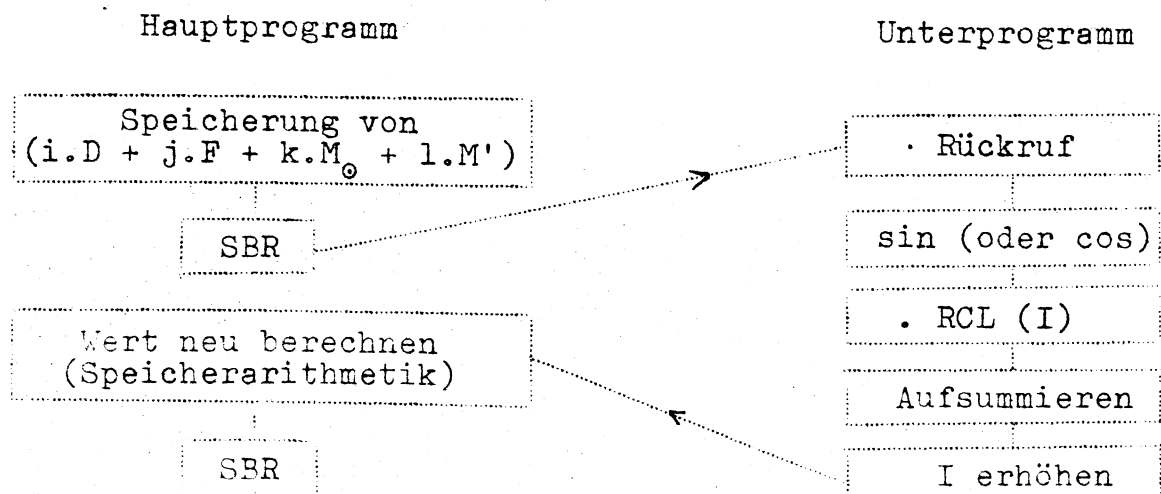 Hauptprogramm
Speicherung von
(i.D + j.F + k.M☉ + l.M')
SBR
Wert neu berechnen
(Speicherarithmetik)
SBR
Unterprogramm
· Rückruf
sin (oder cos)
. RCL (I)
Aufsummieren
I erhöhen